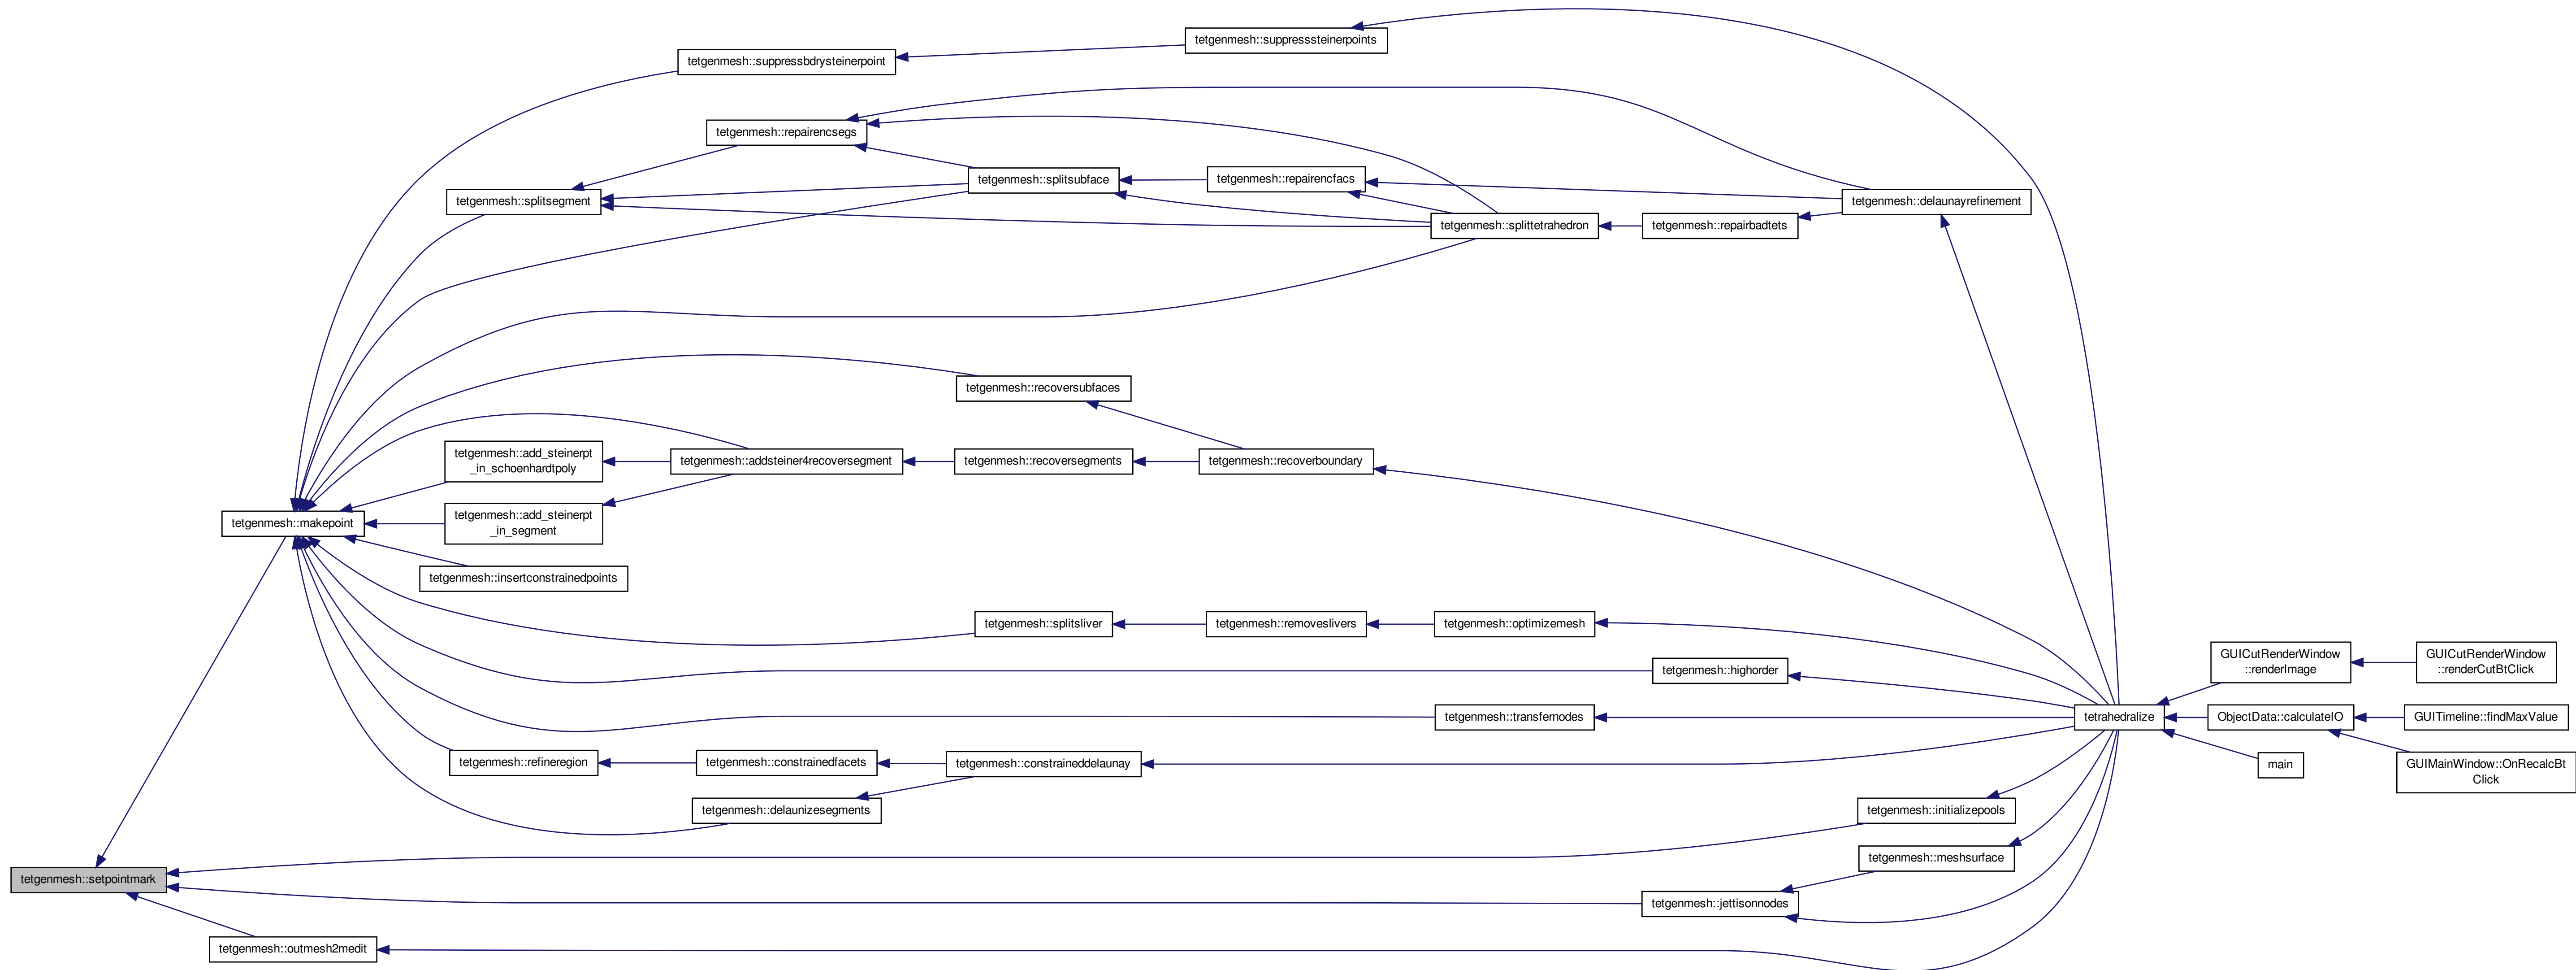 tetgenmesh::suppresssteinerpoints
tetgenmesh::suppressbdrysteinerpoint
tetgenmesh::repairencsegs
tetgenmesh::splitsubface
tetgenmesh::repairencfacs
tetgenmesh::splitsegment
tetgenmesh::delaunayrefinement
tetgenmesh::splittetrahedron
tetgenmesh::repairbadtets
tetgenmesh::recoversubfaces
tetgenmesh::add_steinerpt
_in_schoenhardtpoly
tetgenmesh::addsteiner4recoversegment
tetgenmesh::recoversegments
tetgenmesh::recoverboundary
tetgenmesh::makepoint
tetgenmesh::add_steinerpt
_in_segment
tetgenmesh::insertconstrainedpoints
tetgenmesh::splitsliver
tetgenmesh::removeslivers
tetgenmesh::optimizemesh
GUICutRenderWindow
::renderImage
GUICutRenderWindow
::renderCutBtClick
tetgenmesh::highorder
tetgenmesh::transfernodes
tetrahedralize
ObjectData::calculateIO
GUITimeline::findMaxValue
tetgenmesh::refineregion
tetgenmesh::constrainedfacets
tetgenmesh::constraineddelaunay
main
GUIMainWindow::OnRecalcBt
Click
tetgenmesh::delaunizesegments
tetgenmesh::initializepools
tetgenmesh::meshsurface
tetgenmesh::setpointmark
tetgenmesh::jettisonnodes
tetgenmesh::outmesh2medit